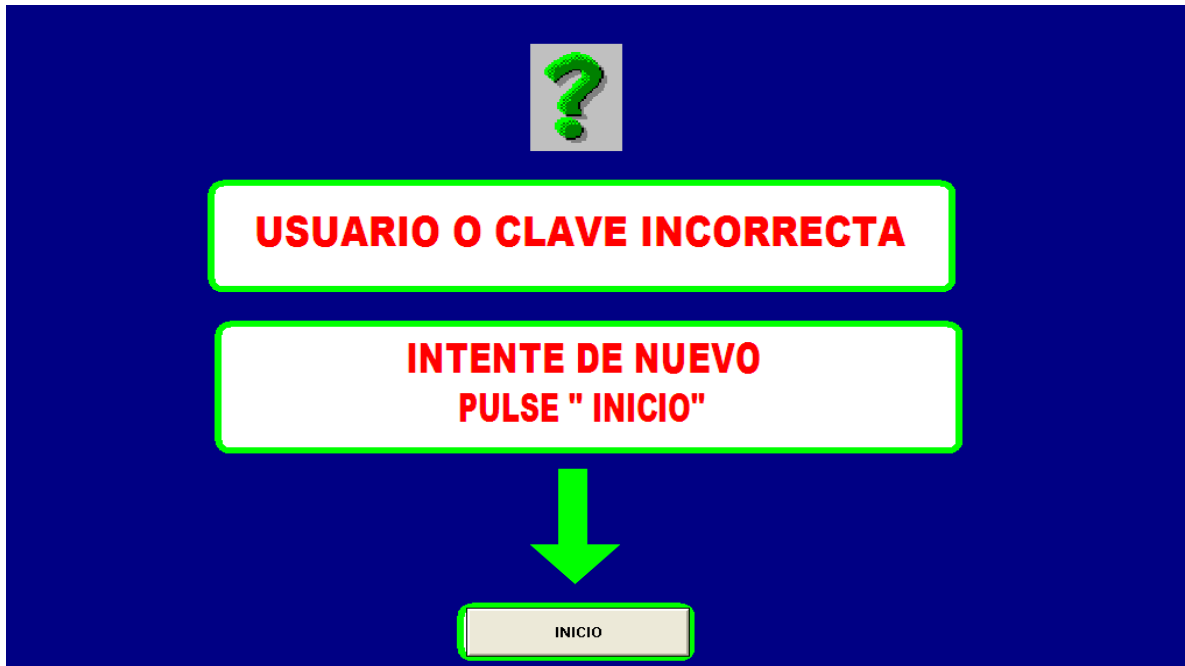 USUARIO O CLAVE INCORRECTA
INTENTE DE NUEVO
PULSE " INICIO"
INICIO